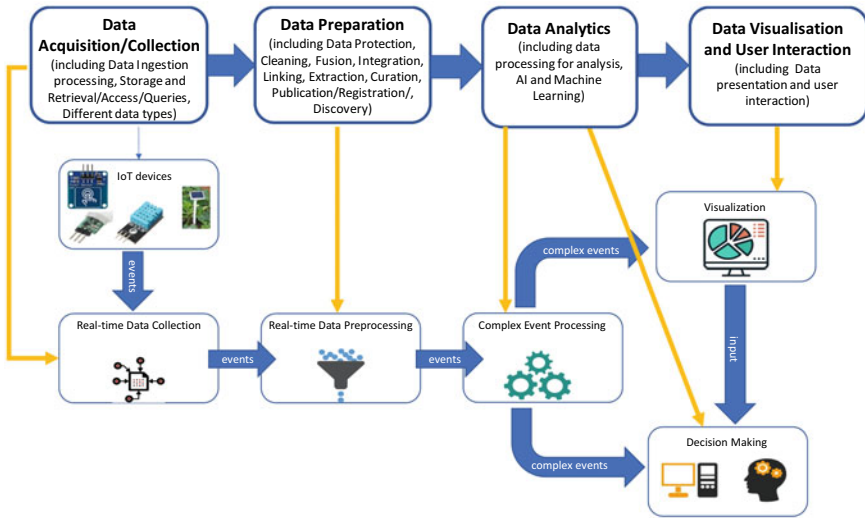 Data
Acquisition/Collection
(including Data Ingestion
processing, Storage and
Retrieval/Access/Queries,
Different data types)
Data Preparation
(including Data Protection,
Cleaning, Fusion, Integration,
Linking, Extraction, Curation,
Publication/Registration/,
Discovery)
Data Analytics
(including data
processing for analysis,
AI and Machine
Learning)
Data Visualisation
and User Interaction
(including Data
presentation and user
interaction)
IoT devices
events
Visualization
complex events
Real-time Data Collection
events
Real-time Data Preprocessing
events
Complex Event Processing
input
complex events
Decision Making